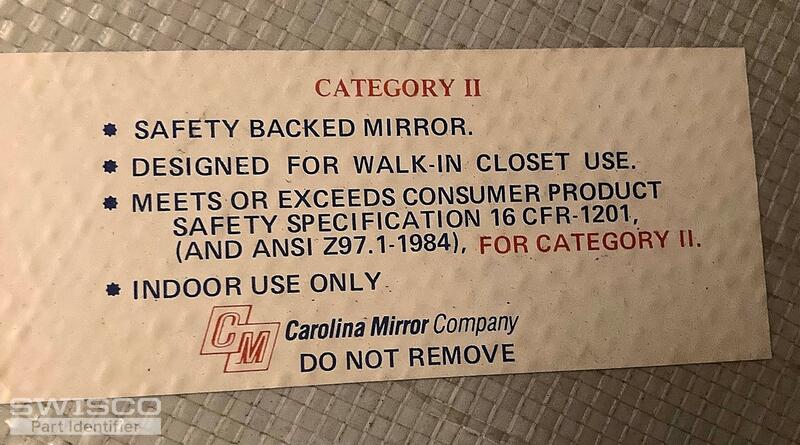 CATEGORY II
* SAFETY BACKED MIRROR.
* DESIGNED FOR WALK-IN CLOSET USE.
* MEETS OR EXCEEDS CONSUMER PRODUCT
SAFETY SPECIFICATION 16 CFR-1201,
(AND ANSI Z97.1-1984), FOR CATEGORY II.
* INDOOR USE ONLY
CM Carolina Mirror Company
DO NOT REMOVE
SWISCO
Part Identifier